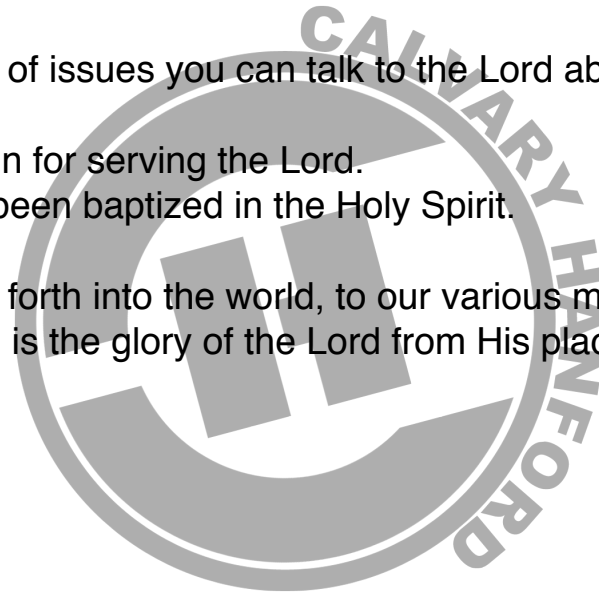 CALVARY HANFORD
of issues you can talk to the Lord ab
n for serving the Lord.
been baptized in the Holy Spirit.
forth into the world, to our various m
is the glory of the Lord from His plac